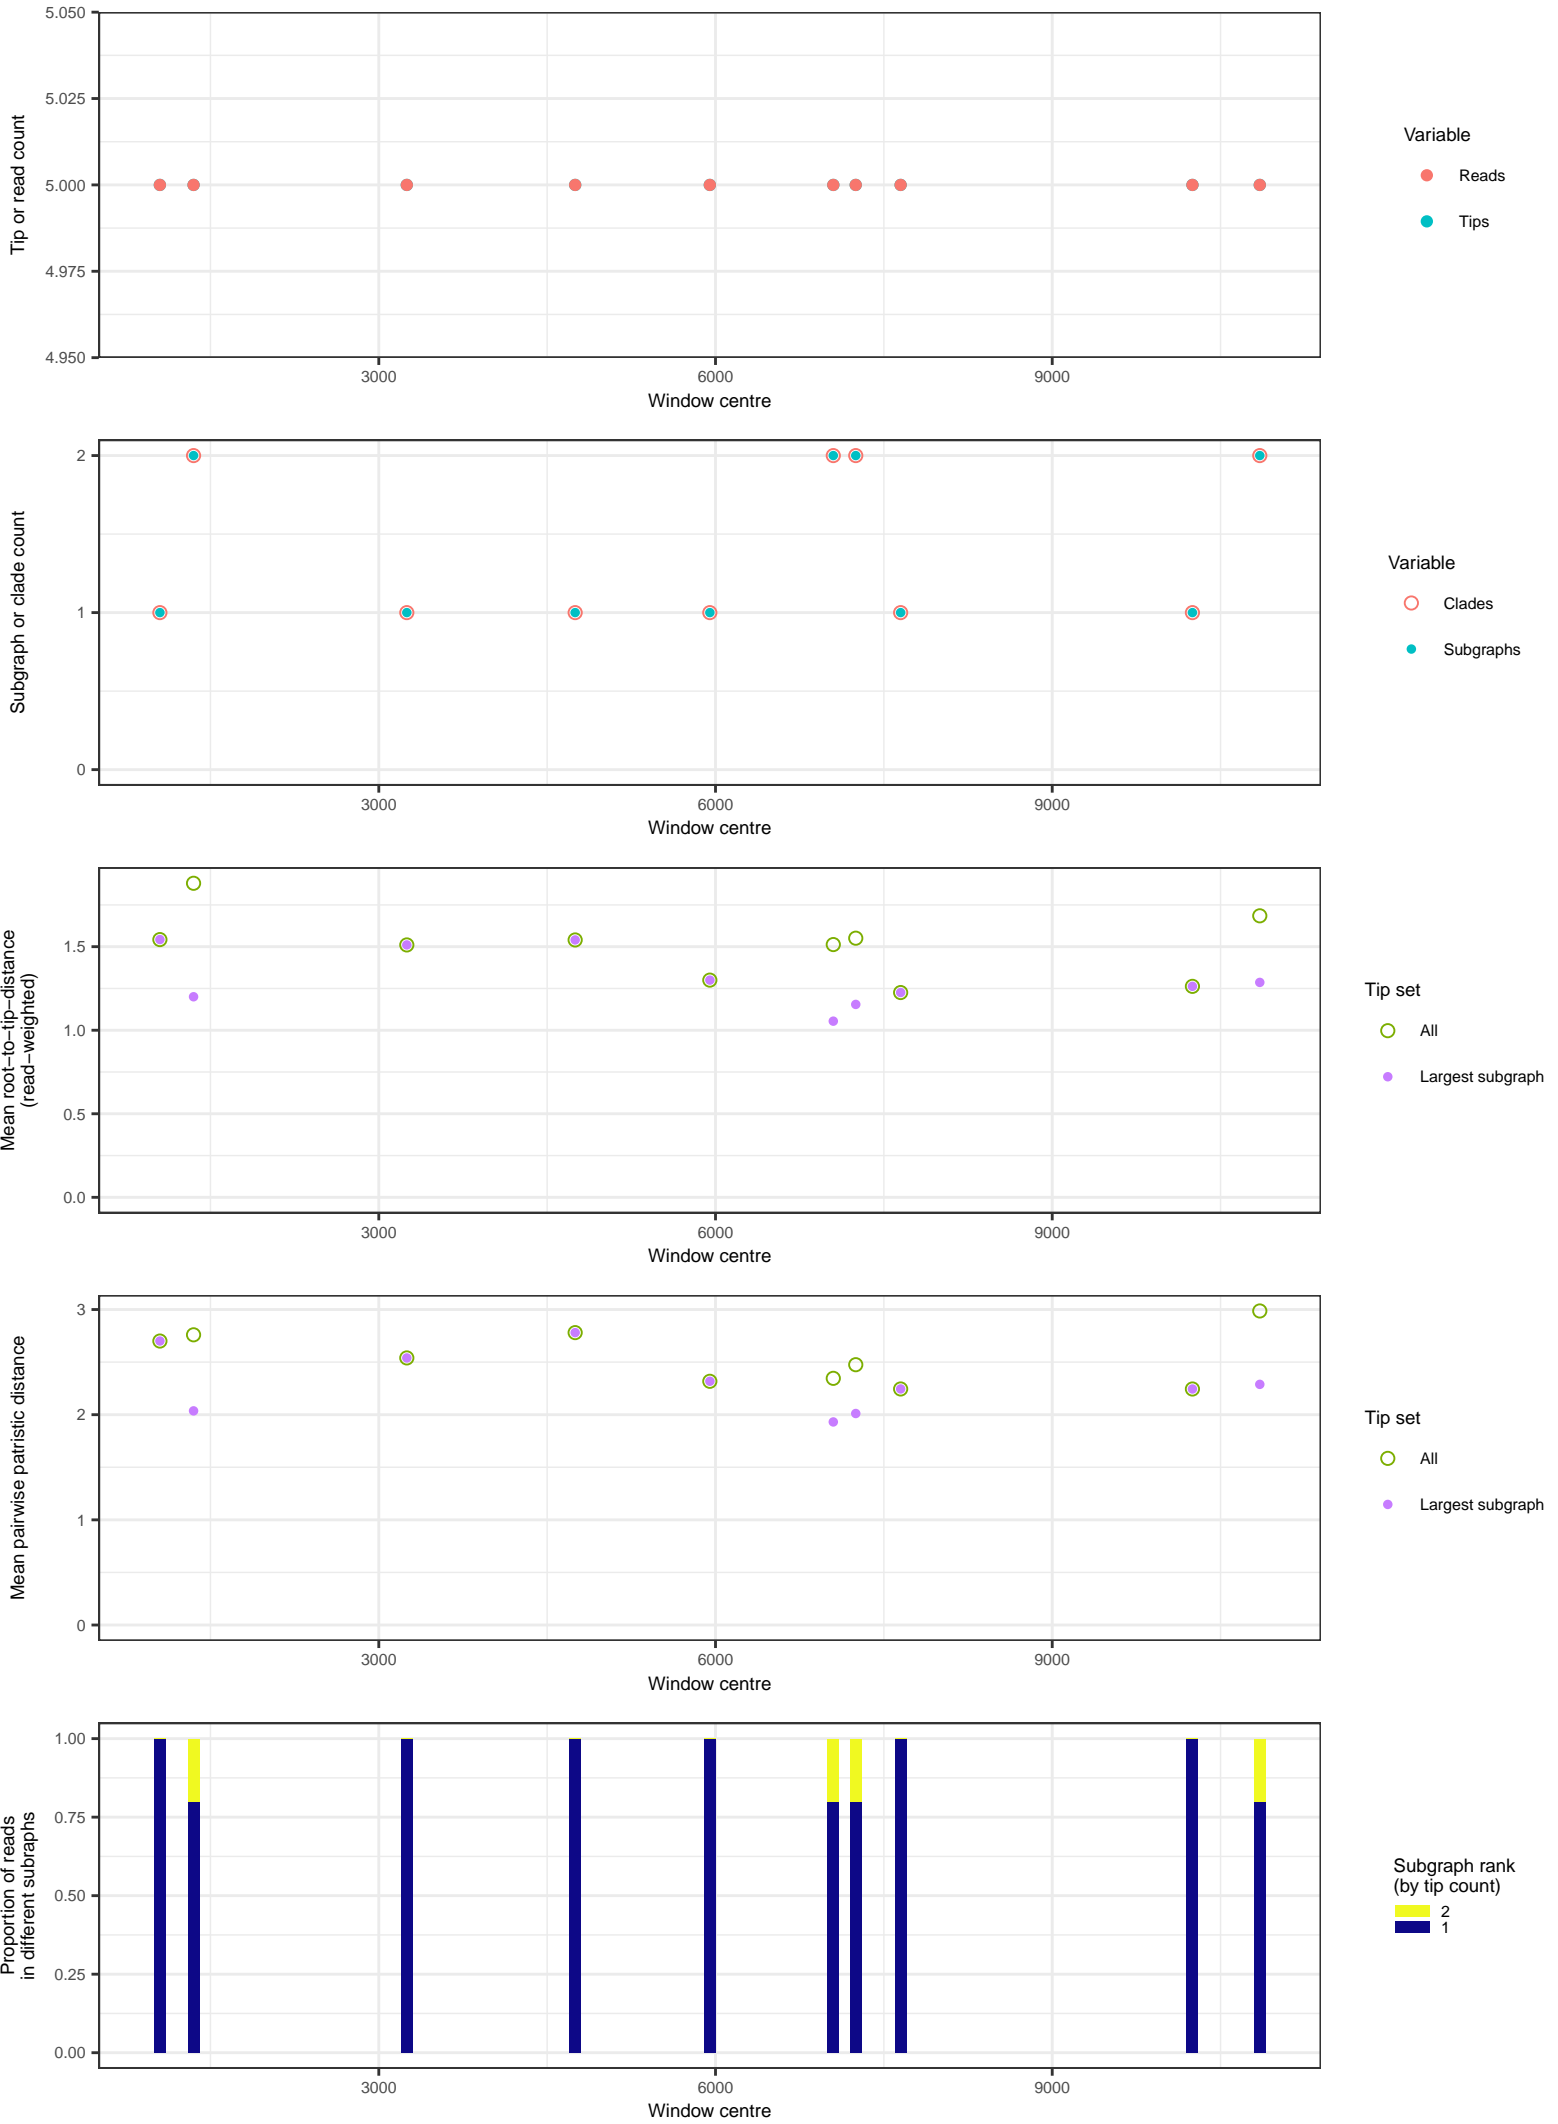 5.050
5.025
5.000
4.975
4.950
Tip or read count
3000 6000 9000
Window centre
Variable
Reads
Tips
2
1
0
Subgraph or clade count
3000 6000 9000
Window centre
Variable
Clades
Subgraphs
1.5
1.0
0.5
0.0
Mean root−to−tip−distance
(read−weighted)
3000 6000 9000
Window centre
Tip set
All
Largest subgraph
3
2
1
0
Mean pairwise patristic distance
3000 6000 9000
Window centre
Tip set
All
Largest subgraph
1.00
0.75
0.50
0.25
0.00
Proportion of reads
in different subraphs
3000 6000 9000
Window centre
Subgraph rank
(by tip count)
2
1